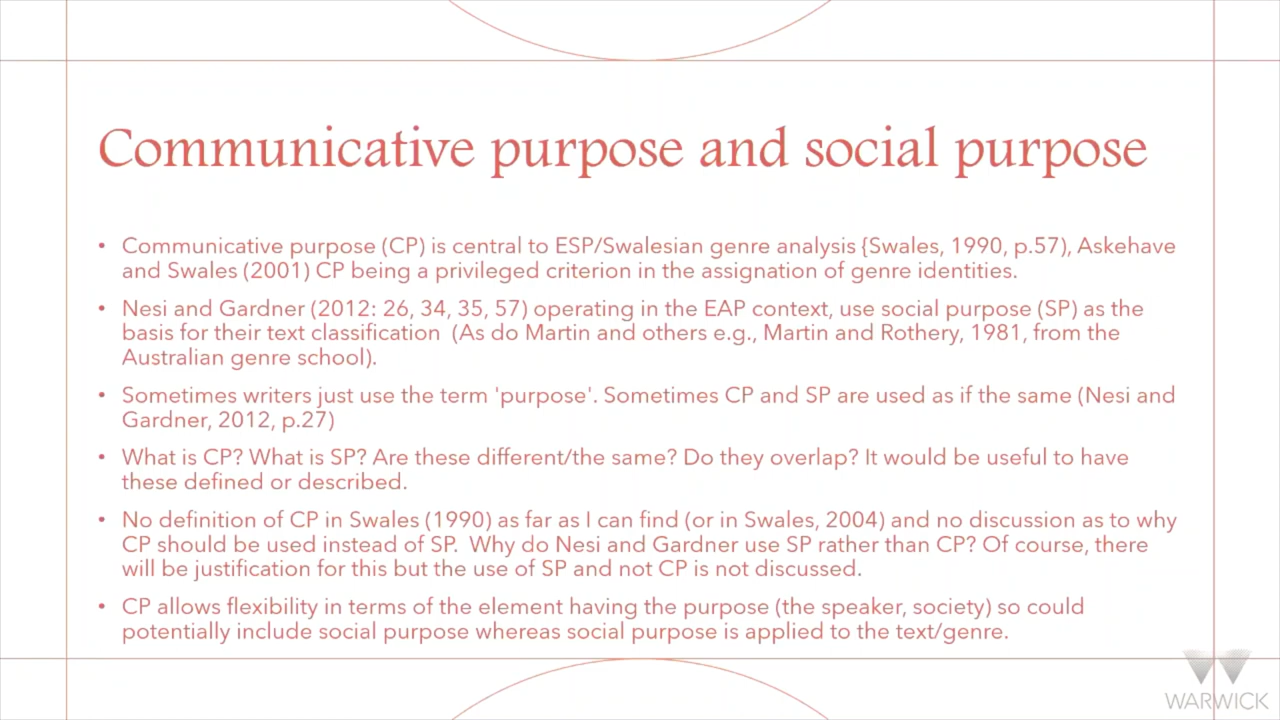 Communicative purpose and social purpose
• Communicative purpose (CP) is central to ESP/Swalesian genre analysis {Swales, 1990, p.57), Askehave
and Swales (2001) CP being a privileged criterion in the assignation of genre identities.
• Nesi and Gardner (2012: 26, 34, 35, 57) operating in the EAP context, use social purpose (SP) as the
basis for their text classification  (As do Martin and others e.g., Martin and Rothery, 1981, from the
Australian genre school).
• Sometimes writers just use the term 'purpose'. Sometimes CP and SP are used as if the same (Nesi and
Gardner, 2012, p.27)
• What is CP? What is SP? Are these different/the same? Do they overlap? It would be useful to have
these defined or described.
• No definition of CP in Swales (1990) as far as I can find (or in Swales, 2004) and no discussion as to why
CP should be used instead of SP.  Why do Nesi and Gardner use SP rather than CP? Of course, there
will be justification for this but the use of SP and not CP is not discussed.
• CP allows flexibility in terms of the element having the purpose (the speaker, society) so could
potentially include social purpose whereas social purpose is applied to the text/genre.
WARWICK